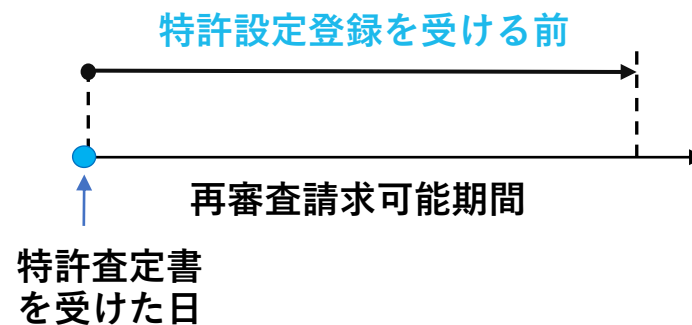 特許設定登録を受ける前
再審査請求可能期間
特許査定書
を受けた日